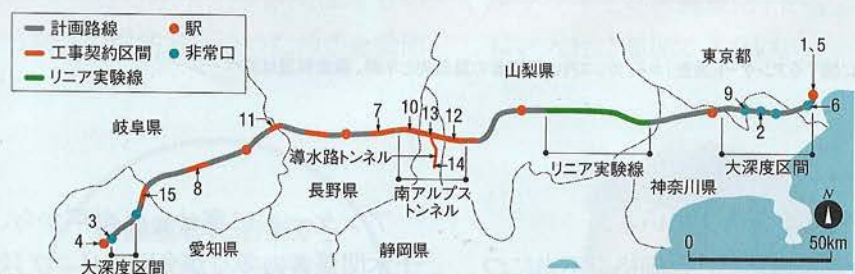 計画路線
駅
工事契約区間
非常口
リニア実験線
東京都
1, 5
山梨県
9
6
2
岐阜県
11
7
10
13
12
導水路トンネル
14
リニア実験線
大深度区間
神奈川県
長野県
南アルプス
トンネル
8
15
3
4
愛知県
静岡県
大深度区間
N
0
50km